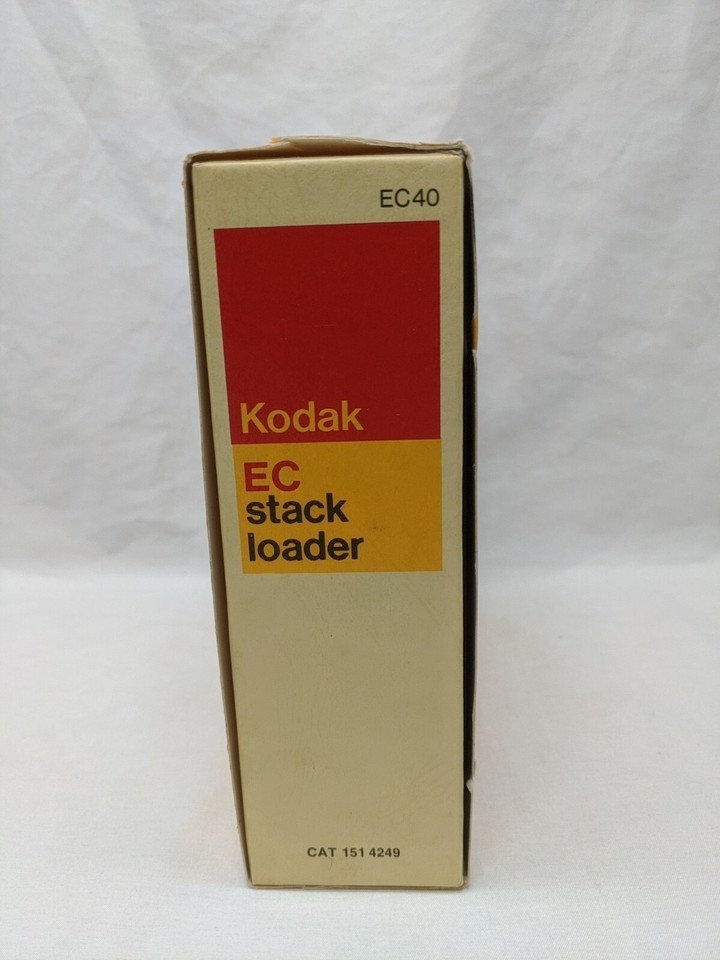 EC40
Kodak
EC
stack
loader
CAT 151 4249